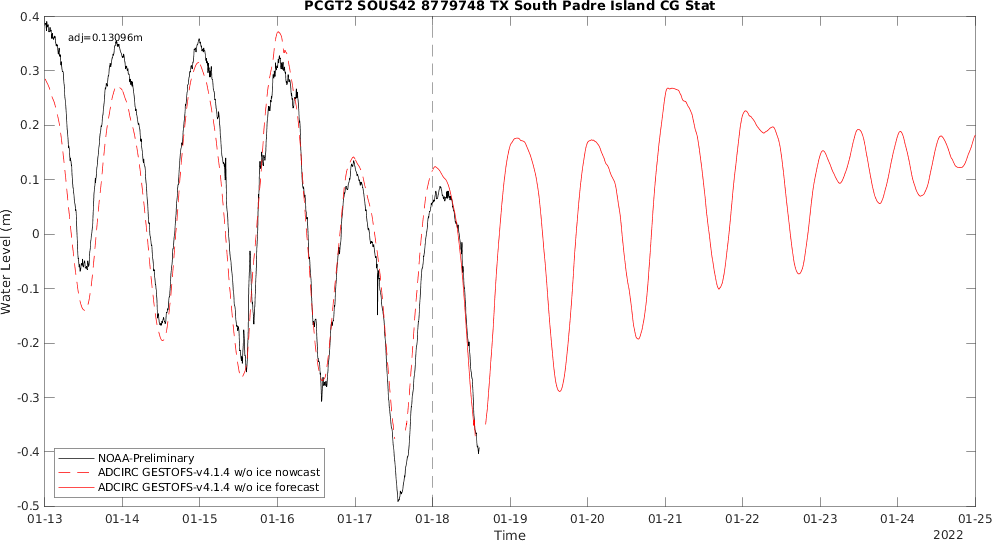 PCGT2 SOUS42 8779748 TX South Padre Island CG Stat
adj=0.13096m
0.4
0.3
0.2
0.1
0
-0.1
-0.2
-0.3
-0.4
-0.5
Water Level (m)
NOAA-Preliminary
ADCIRC GESTOFS-v4.1.4 w/o ice nowcast
ADCIRC GESTOFS-v4.1.4 w/o ice forecast
01-13 01-14 01-15 01-16 01-17 01-18 01-19 01-20 01-21 01-22 01-23 01-24 01-25
Time
2022